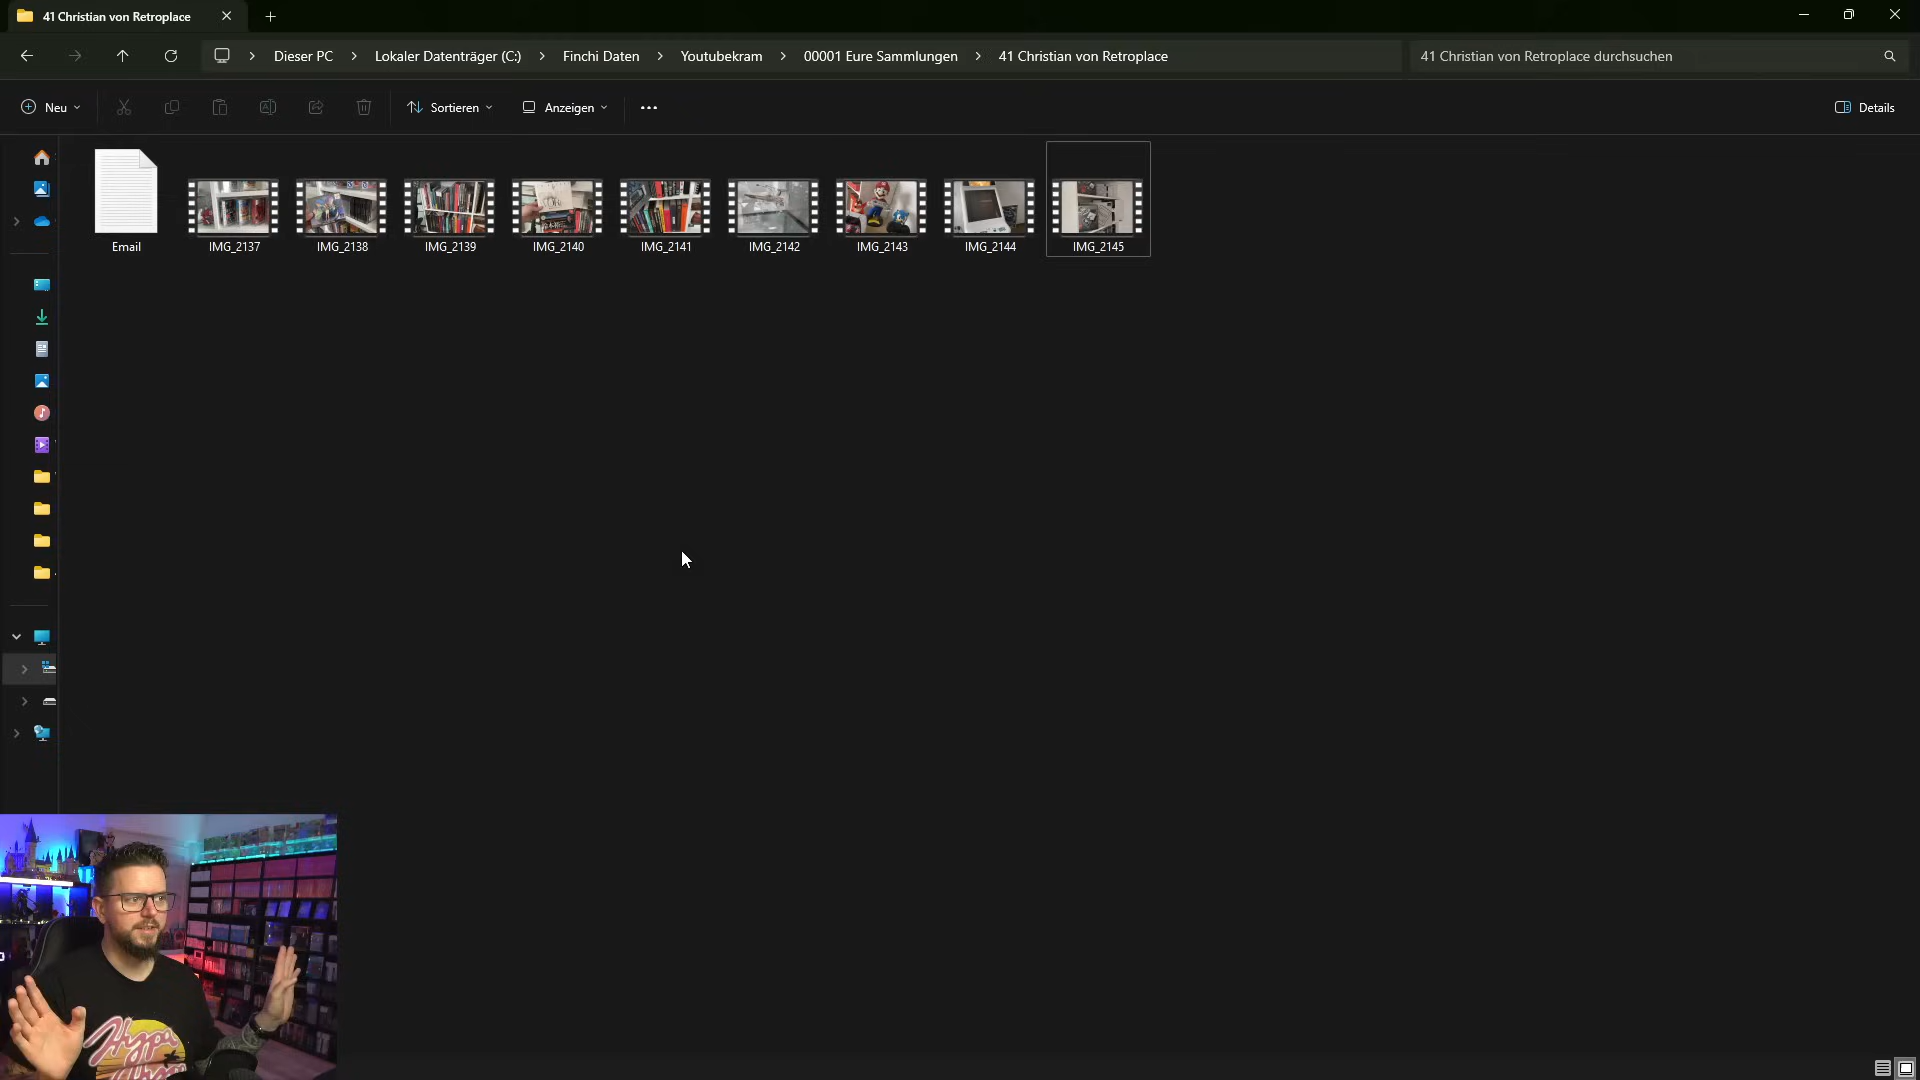 41 Christian von Retroplace
Dieser PC
Lokaler Datenträger (C:)
Finchi Daten
Youtubekram
00001 Eure Sammlungen
41 Christian von Retroplace
41 Christian von Retroplace durchsuchen
Neu
Sortieren
Anzeigen
Details
Email
IMG_2137
IMG_2138
IMG_2139
IMG_2140
IMG_2141
IMG_2142
IMG_2143
IMG_2144
IMG_2145